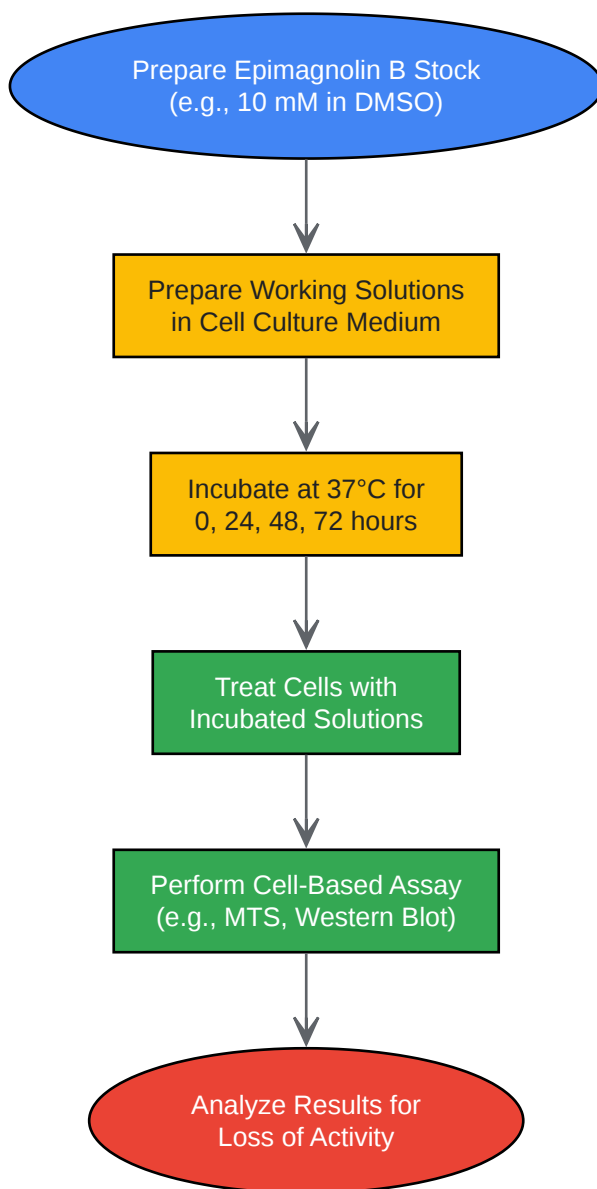 Prepare Epimagnolin B Stock
(e.g., 10 mM in DMSO)
Prepare Working Solutions
in Cell Culture Medium
Incubate at 37°C for
0, 24, 48, 72 hours
Treat Cells with
Incubated Solutions
Perform Cell-Based Assay
(e.g., MTS, Western Blot)
Analyze Results for
Loss of Activity